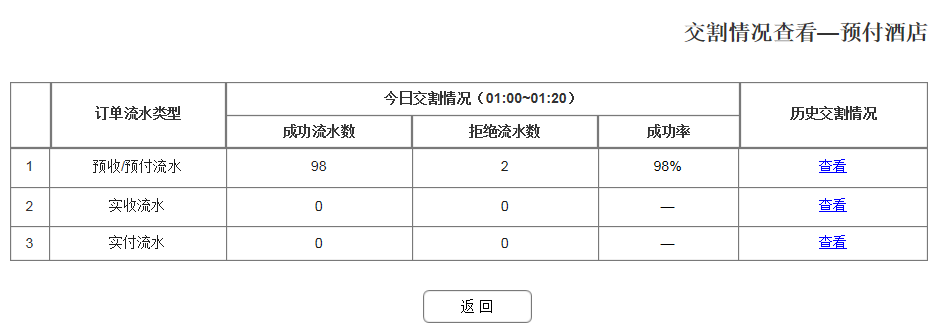 交割情况查看—预付酒店
订单流水类型 今日交割情况（01:00~01:20） 历史交割情况
成功流水数 拒绝流水数 成功率
1 预收/预付流水 98 2 98% 查看
2 实收流水 0 0 — 查看
3 实付流水 0 0 — 查看
返 回